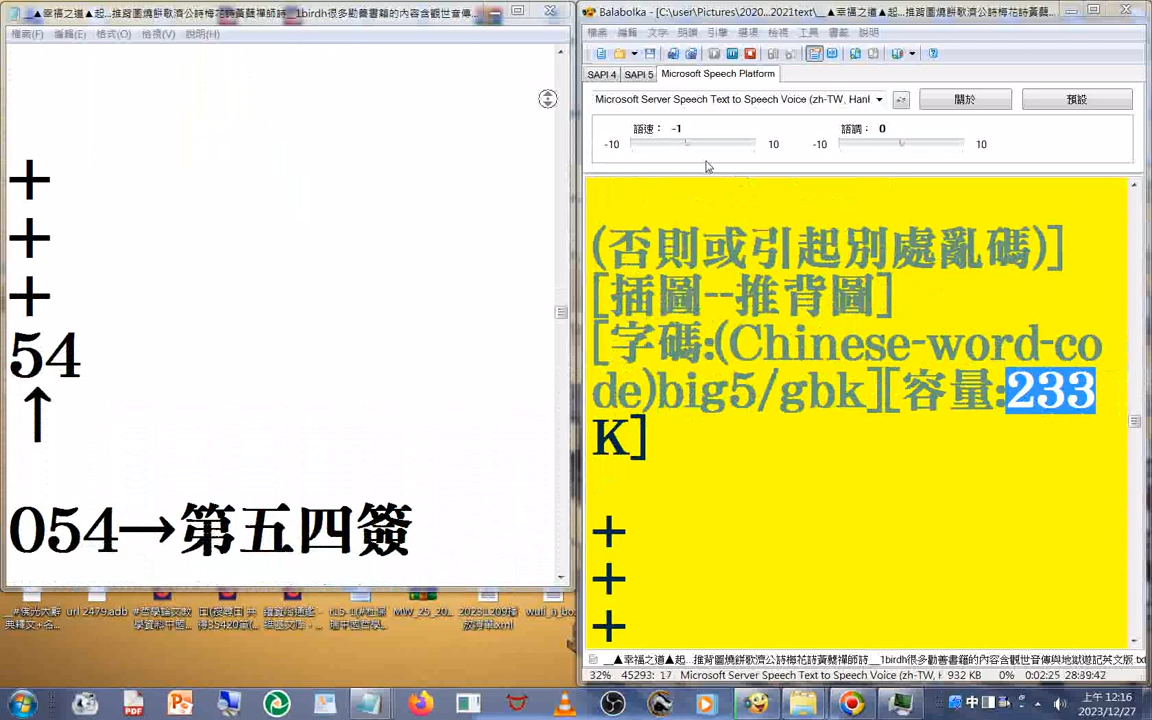 __▲幸福之道▲起...推背圖燒餅歌濟公詩梅花詩黃蘗禪師詩__1birdh很多勸善書籍的內容含觀世音傳...
檔案(F) 編輯(E) 格式(O) 檢視(V) 說明(H)
+
+
+
54
↑
054→第五四簽
Balabolka - [C:\user\Pictures\2020...2021text\__▲幸福之道▲起...推背圖燒餅歌濟公詩梅花詩黃蘗禪師詩...
檔案 編輯 文字 朗讀 引擎 選項 檢視 工具 書籤 說明
SAPI 4 SAPI 5 Microsoft Speech Platform
Microsoft Server Speech Text to Speech Voice (zh-TW, Hanl
關於 預設
語速： -1 語調： 0
-10 10 -10 10
(否則或引起別處亂碼)]
[插圖--推背圖]
[字碼:(Chinese-word-co
de)big5/gbk][容量:233
K]
+
+
+
__▲幸福之道▲起...推背圖燒餅歌濟公詩梅花詩黃蘗禪師詩__1birdh很多勸善書籍的內容含觀世音傳與地獄遊記英文版.txt
32% 45293: 17 Microsoft Server Speech Text to Speech Voice (zh-TW, H 932 KB 0% 0:02:25 28:39:42
url 2479.adb
中
上午 12:16
2023/12/27